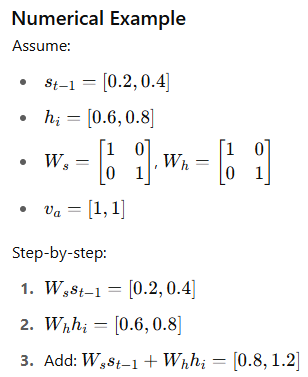 Numerical Example
Assume:
• s_{t−1} = [0.2, 0.4]
• h_i = [0.6, 0.8]
• W_s = [1 0; 0 1], W_h = [1 0; 0 1]
• v_a = [1, 1]
Step-by-step:
1. W_s s_{t−1} = [0.2, 0.4]
2. W_h h_i = [0.6, 0.8]
3. Add: W_s s_{t−1} + W_h h_i = [0.8, 1.2]